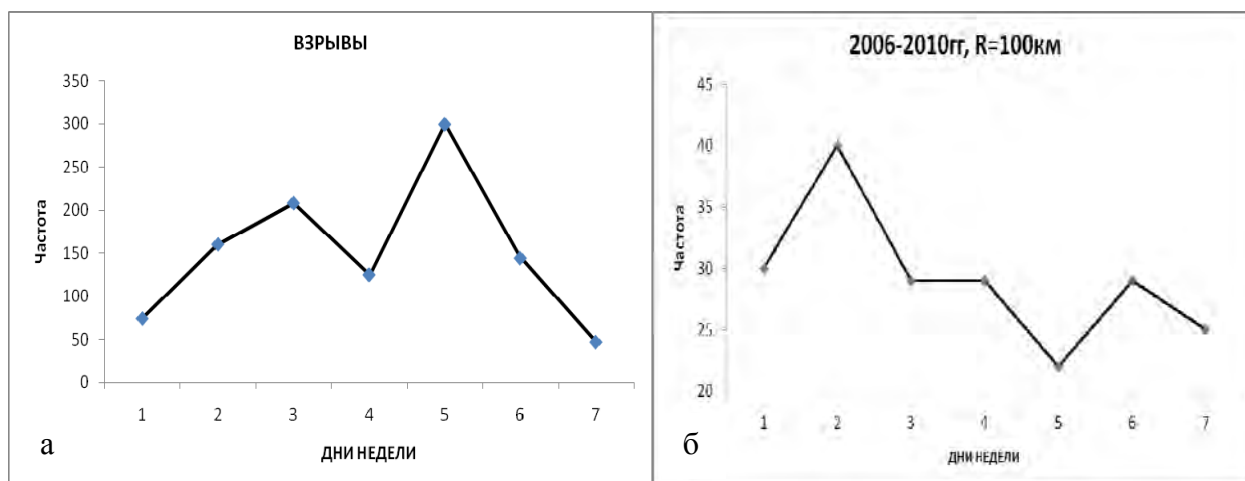 ВЗРЫВЫ
Частота
350
300
250
200
150
100
50
0
1 2 3 4 5 6 7
ДНИ НЕДЕЛИ
а
2006-2010гг, R=100км
Частота
45
40
35
30
25
20
1 2 3 4 5 6 7
ДНИ НЕДЕЛИ
б